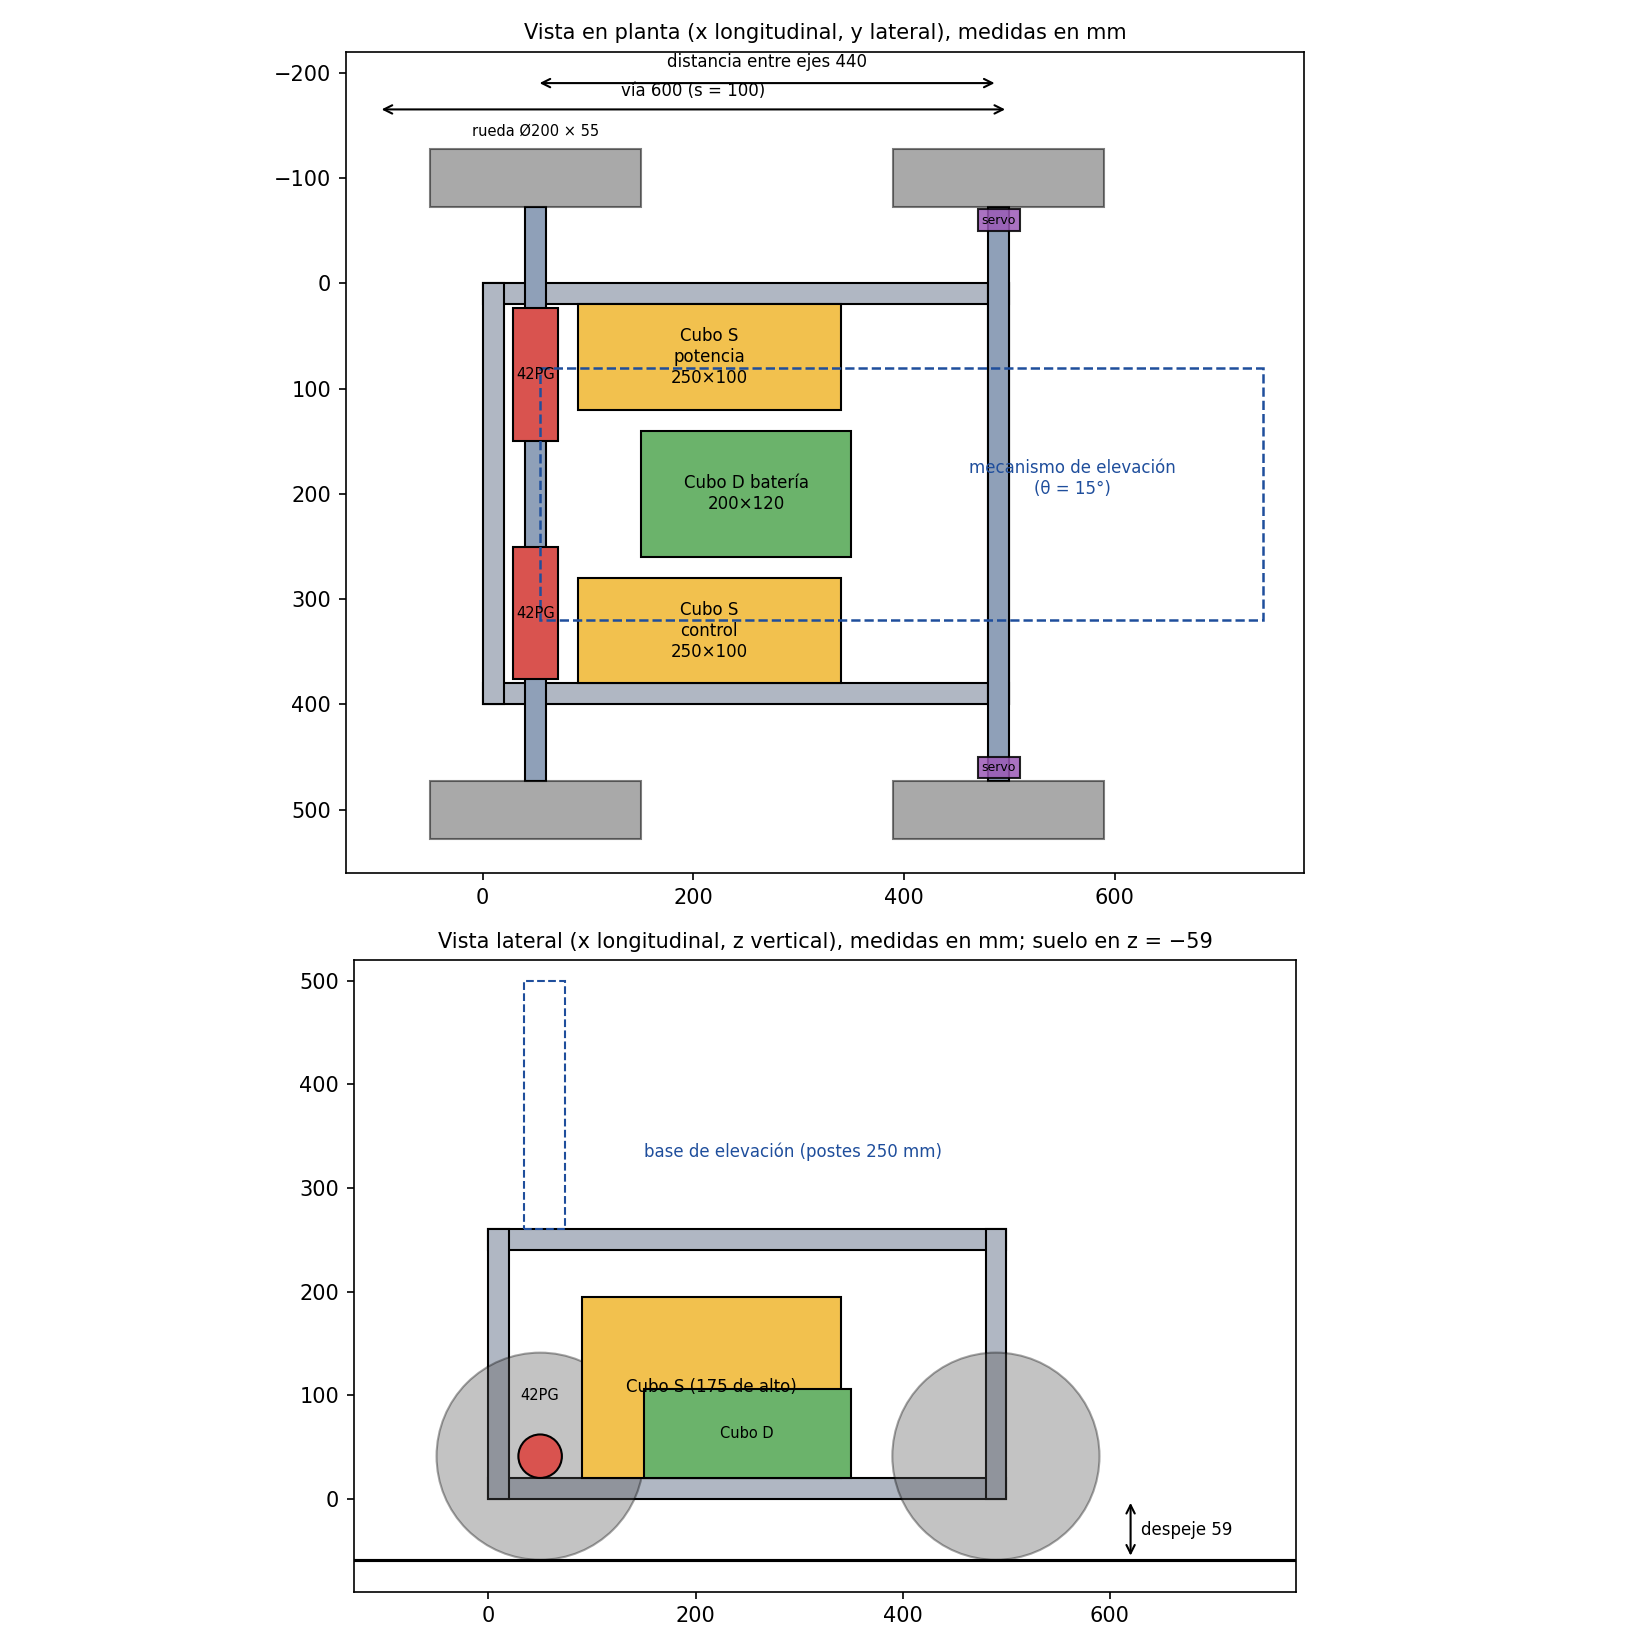 Vista en planta (x longitudinal, y lateral), medidas en mm
distancia entre ejes 440
vía 600 (s = 100)
rueda Ø200 × 55
−200
−100
0
100
200
300
400
500
servo
Cubo S
potencia
250×100
42PG
Cubo D batería
200×120
mecanismo de elevación
(θ = 15°)
42PG
Cubo S
control
250×100
servo
0
200
400
600
Vista lateral (x longitudinal, z vertical), medidas en mm; suelo en z = −59
500
400
300
200
100
0
base de elevación (postes 250 mm)
42PG
Cubo S (175 de alto)
Cubo D
despeje 59
0
200
400
600